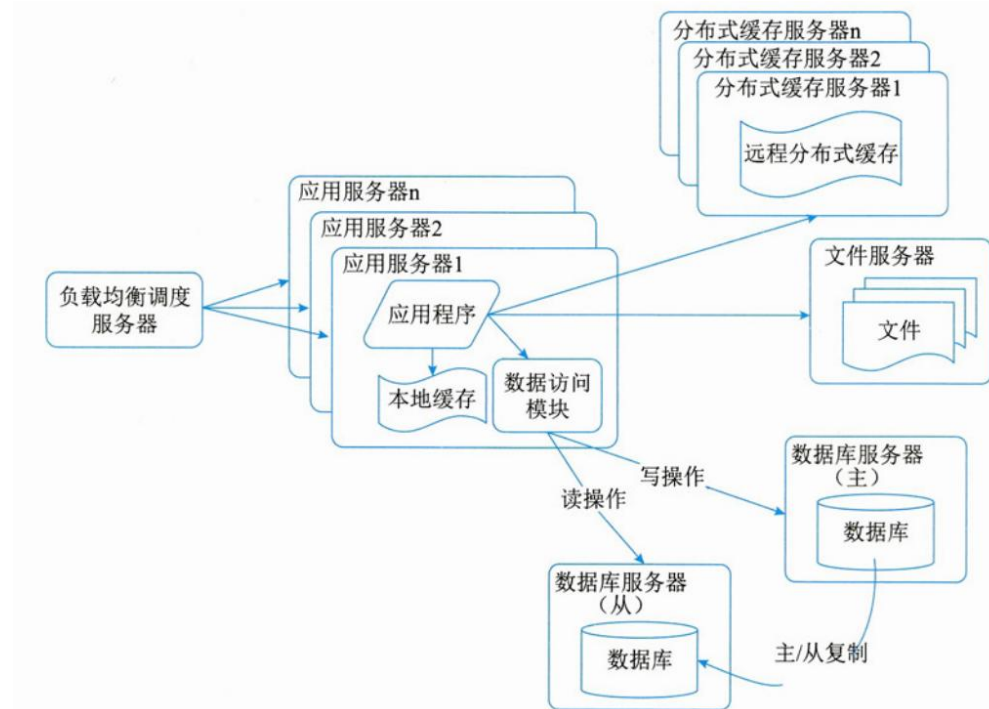 分布式缓存服务器n
分布式缓存服务器2
分布式缓存服务器1
远程分布式缓存
应用服务器n
应用服务器2
应用服务器1
应用程序
本地缓存
数据访问
模块
负载均衡调度
服务器
文件服务器
文件
写操作
读操作
数据库服务器
（主）
数据库
数据库服务器
（从）
数据库
主/从复制